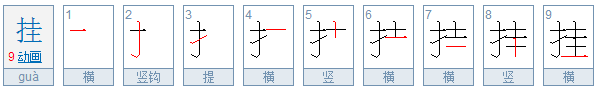 挂 1 2 3 4 5 6 7 8 9
9 动画
guà 横 竖钩 提 横 竖 横 横 竖 横